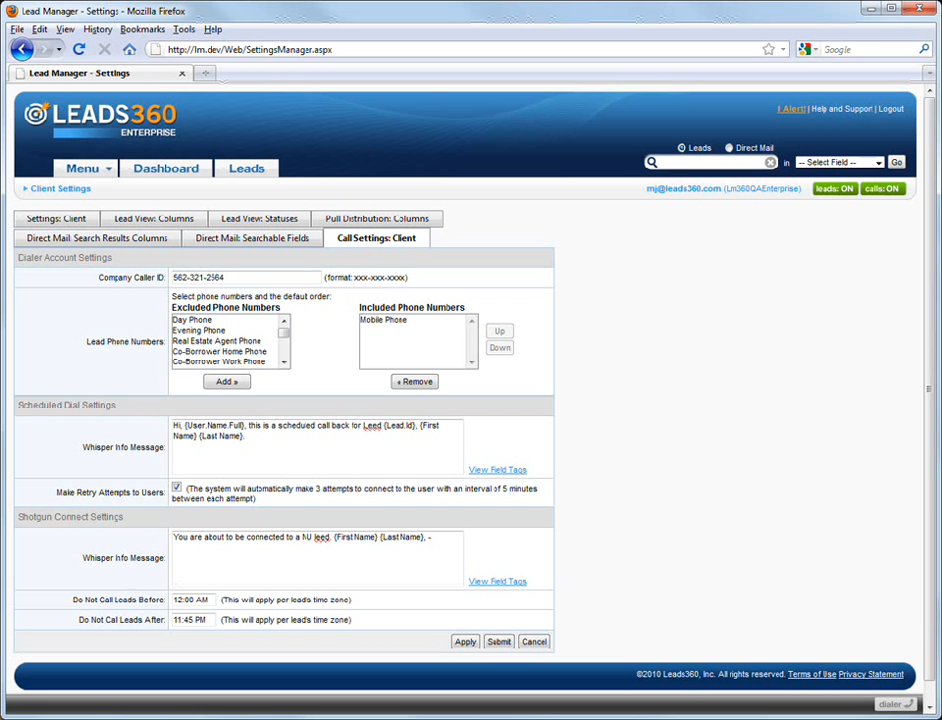 Lead Manager - Settings - Mozilla Firefox
File Edit View History Bookmarks Tools Help
http://lm.dev/Web/SettingsManager.aspx
Google
Lead Manager - Settings
LEADS360
ENTERPRISE
! Alert! | Help and Support | Logout
Leads Direct Mail
in -- Select Field -- Go
Menu Dashboard Leads
Client Settings
mj@leads360.com (Lm360QAEnterprise) leads: ON calls: ON
Settings: Client Lead View: Columns Lead View: Statuses Pull Distribution: Columns
Direct Mail: Search Results Columns Direct Mail: Searchable Fields Call Settings: Client
Dialer Account Settings
Company Caller ID: 562-321-2564 (format: xxx-xxx-xxxx)
Select phone numbers and the default order:
Excluded Phone Numbers Included Phone Numbers
Day Phone Mobile Phone
Evening Phone Up
Real Estate Agent Phone
Lead Phone Numbers:
Co-Borrower Home Phone Down
Co-Borrower Work Phone
Add » « Remove
Scheduled Dial Settings
Hi, {User.Name.Full}, this is a scheduled call back for Leed {Lead.Id}, {First
Name} {Last Name}.
Whisper Info Message:
View Field Tags
Make Retry Attempts to Users: (The system will automatically make 3 attempts to connect to the user with an interval of 5 minutes
between each attempt)
Shotgun Connect Settings
You are about to be connected to a NU leed. {First Name} {Last Name}, -
Whisper Info Message:
View Field Tags
Do Not Call Leads Before: 12:00 AM (This will apply per lead's time zone)
Do Not Call Leads After: 11:45 PM (This will apply per lead's time zone)
Apply Submit Cancel
©2010 Leads360, Inc. All rights reserved. Terms of Use Privacy Statement
dialer